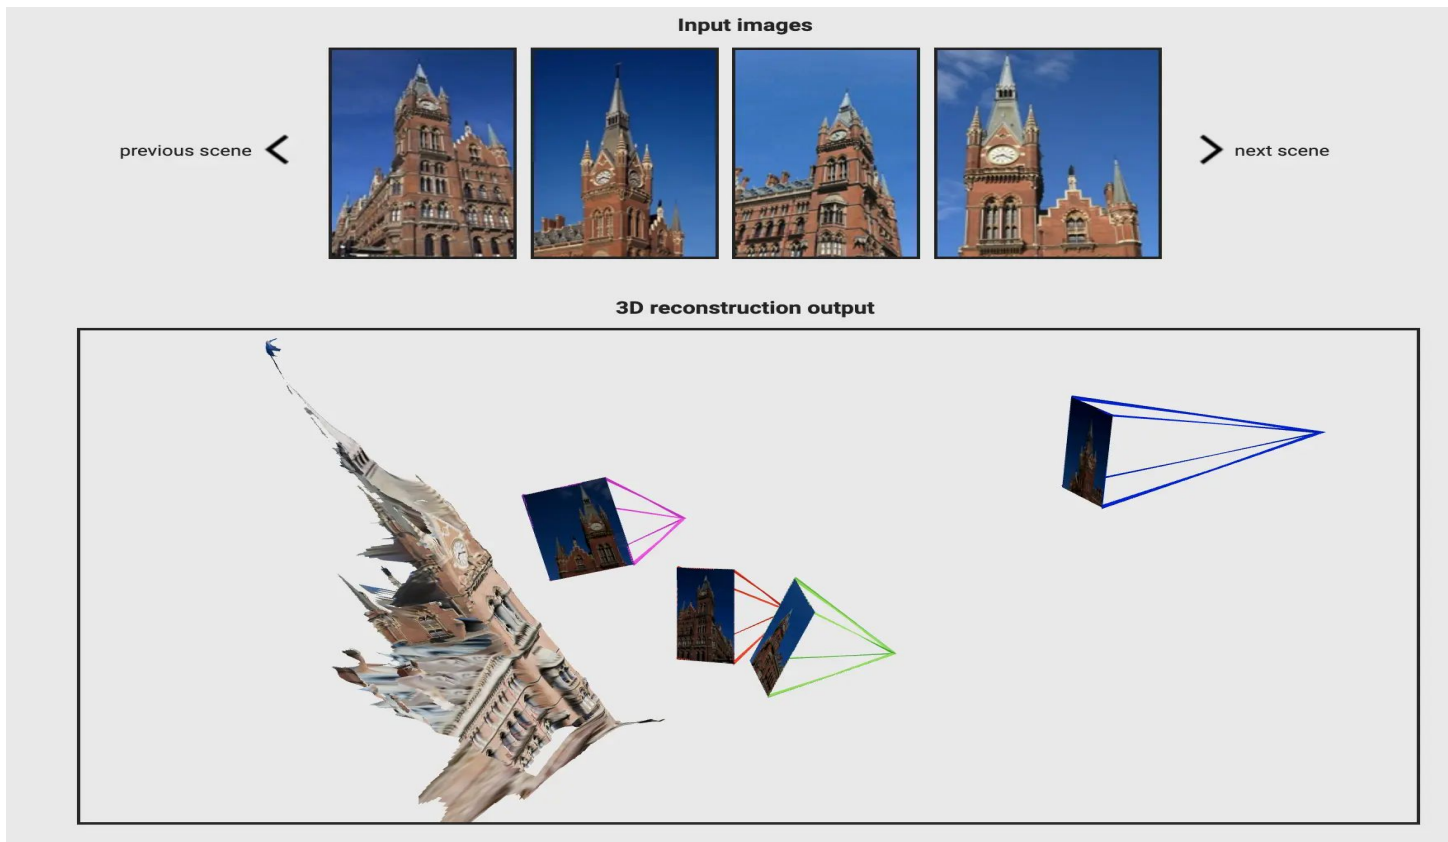 Input images
previous scene
next scene
3D reconstruction output